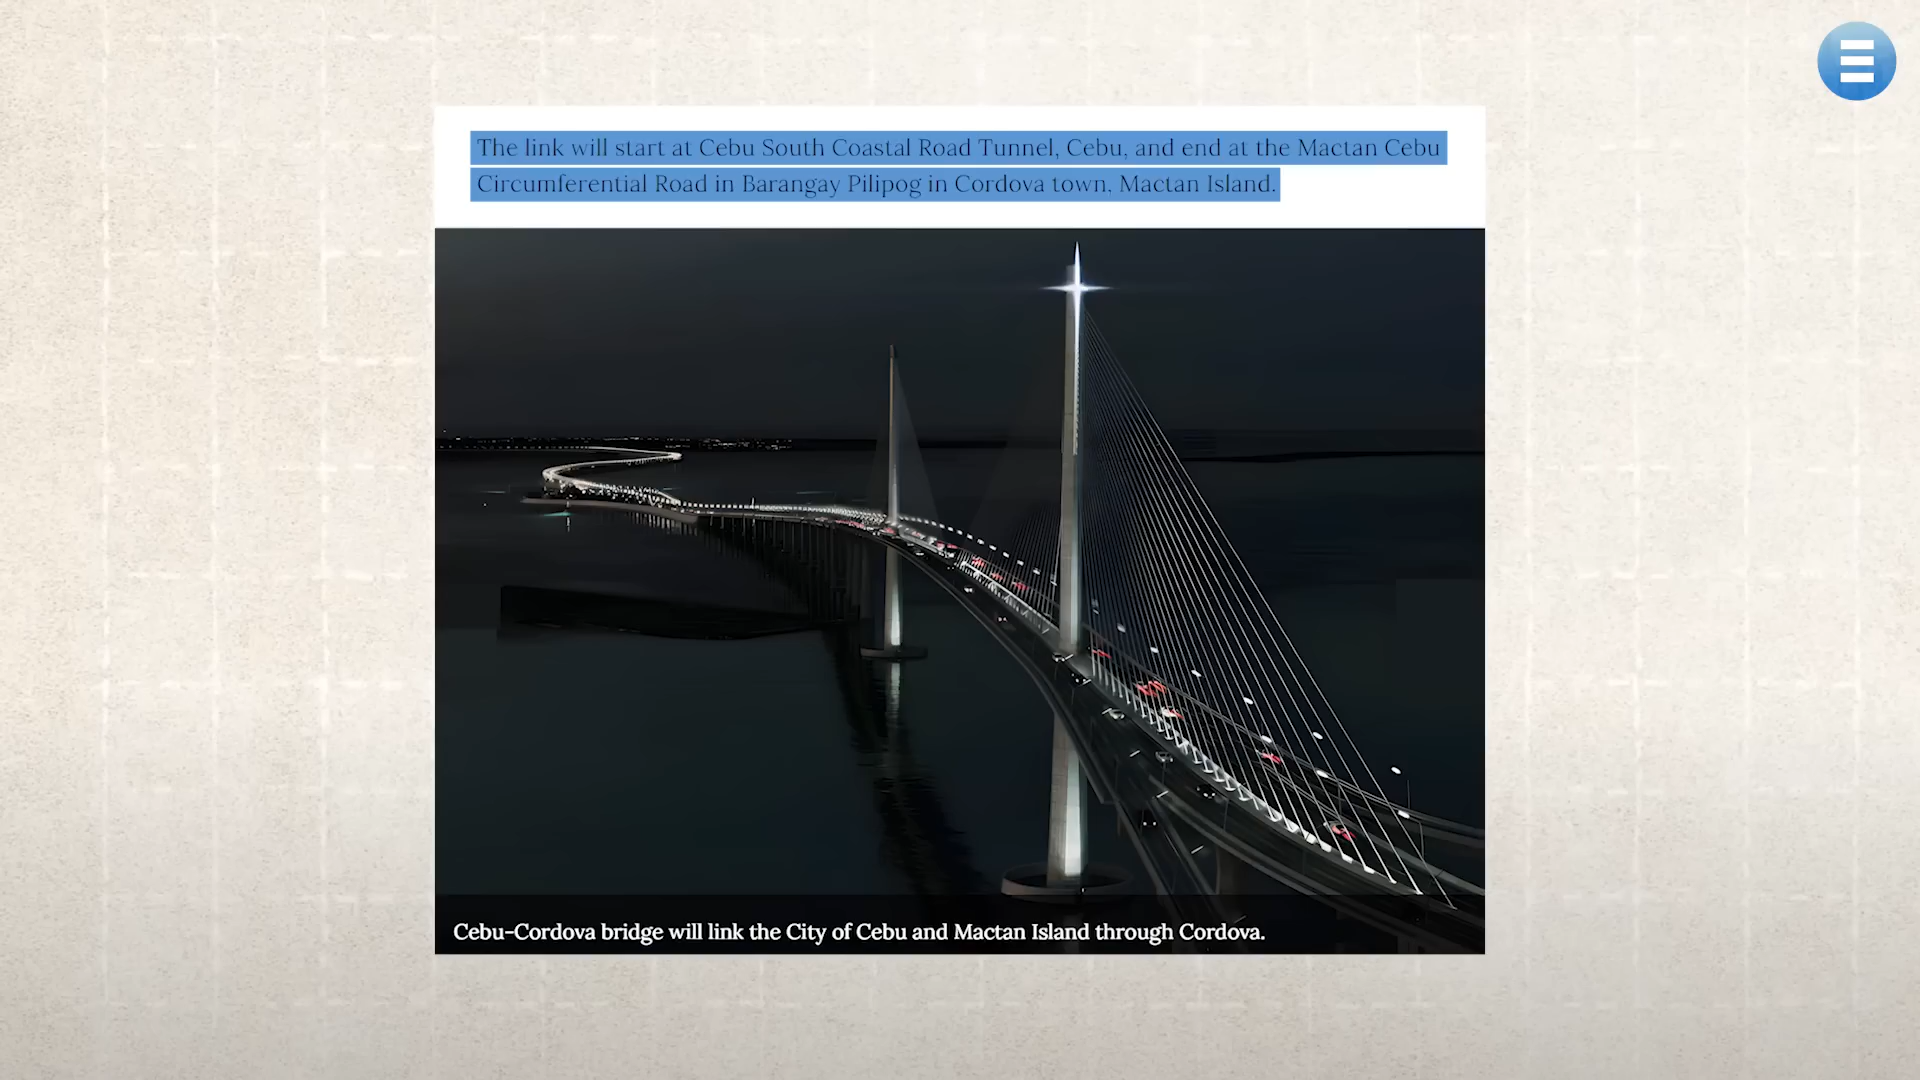 The link will start at Cebu South Coastal Road Tunnel, Cebu, and end at the Mactan Cebu
Circumferential Road in Barangay Pilipog in Cordova town, Mactan Island.
Cebu-Cordova bridge will link the City of Cebu and Mactan Island through Cordova.